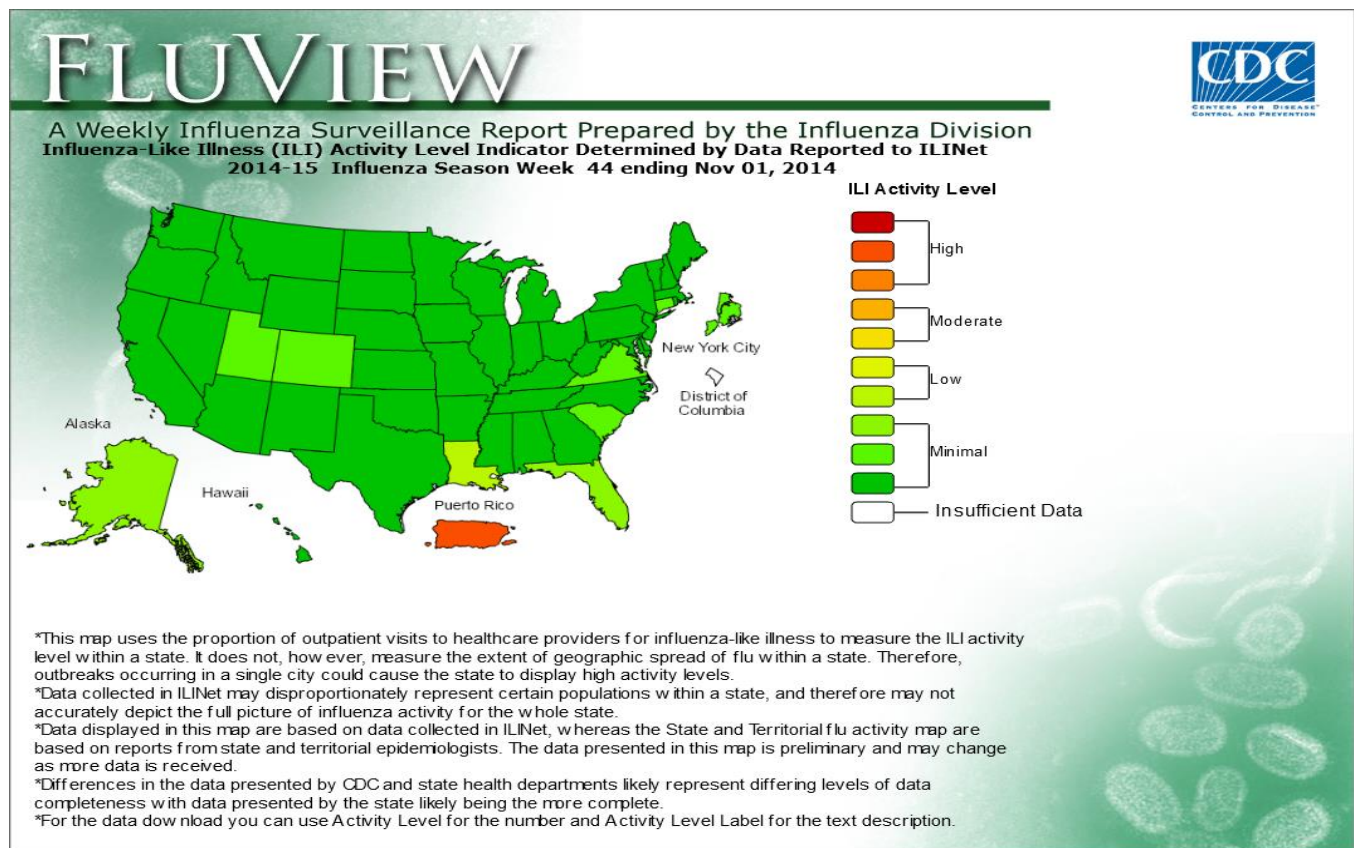 FLUVIEW
CDC
CENTERS FOR DISEASE™
CONTROL AND PREVENTION
A Weekly Influenza Surveillance Report Prepared by the Influenza Division
Influenza-Like Illness (ILI) Activity Level Indicator Determined by Data Reported to ILINet
2014-15 Influenza Season Week 44 ending Nov 01, 2014
ILI Activity Level
High
Moderate
Low
Minimal
Insufficient Data
New York City
District of
Columbia
Alaska
Hawaii
Puerto Rico
*This map uses the proportion of outpatient visits to healthcare providers for influenza-like illness to measure the ILI activity
level within a state. It does not, however, measure the extent of geographic spread of flu within a state. Therefore,
outbreaks occurring in a single city could cause the state to display high activity levels.
*Data collected in ILINet may disproportionately represent certain populations within a state, and therefore may not
accurately depict the full picture of influenza activity for the whole state.
*Data displayed in this map are based on data collected in ILINet, whereas the State and Territorial flu activity map are
based on reports from state and territorial epidemiologists. The data presented in this map is preliminary and may change
as more data is received.
*Differences in the data presented by CDC and state health departments likely represent differing levels of data
completeness with data presented by the state likely being the more complete.
*For the data download you can use Activity Level for the number and Activity Level Label for the text description.